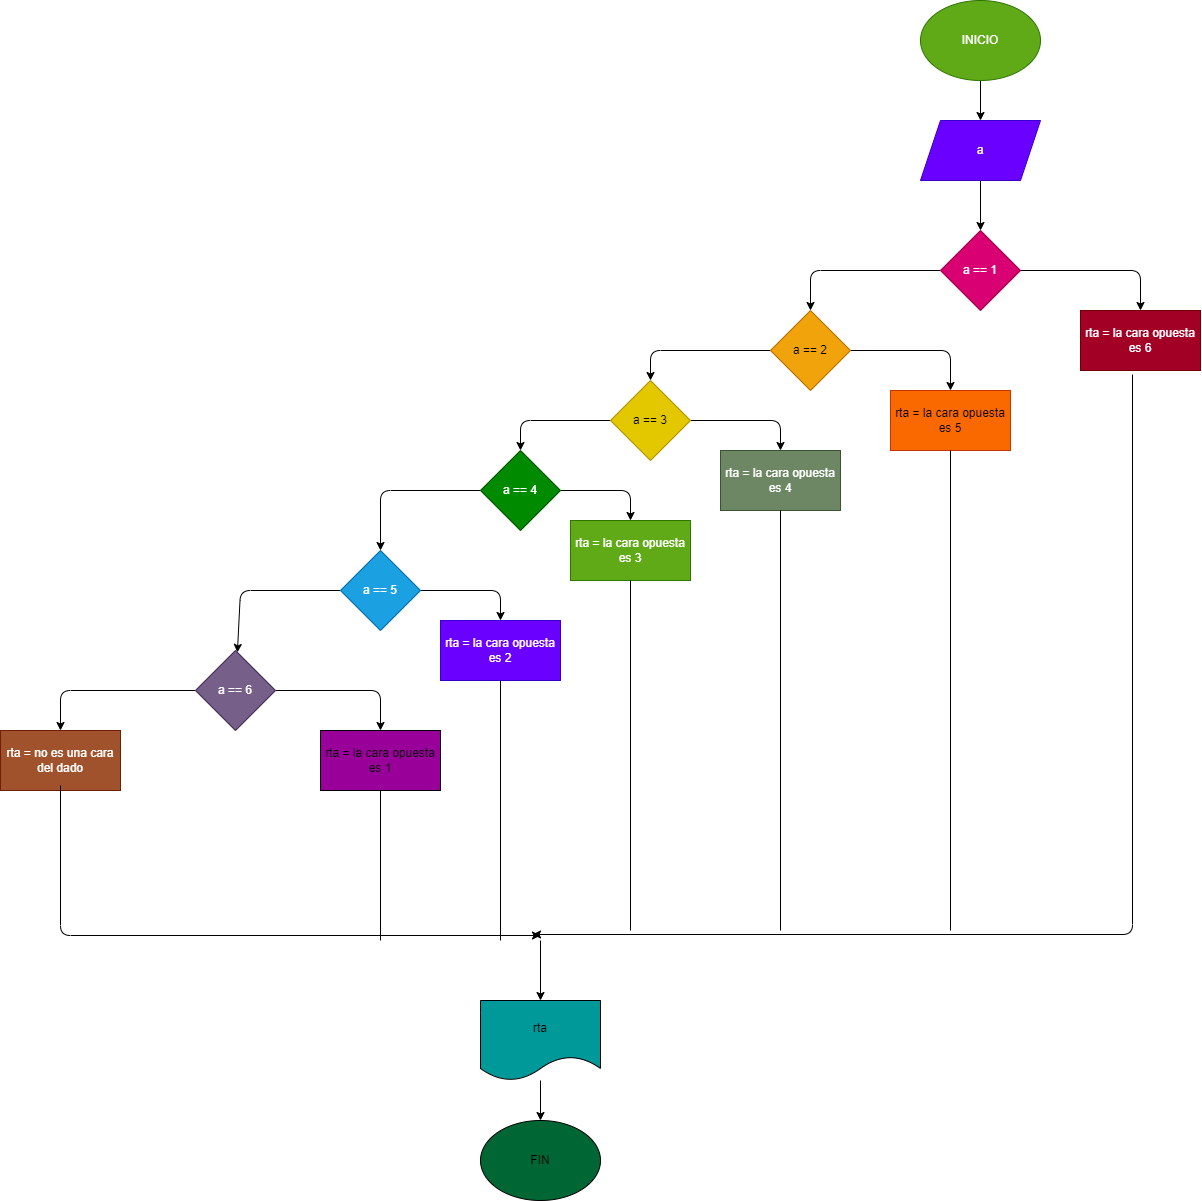 INICIO
a
a == 1
rta = la cara opuesta
es 6
a == 2
rta = la cara opuesta
es 5
a == 3
rta = la cara opuesta
es 4
a == 4
rta = la cara opuesta
es 3
a == 5
rta = la cara opuesta
es 2
a == 6
rta = no es una cara
del dado
rta = la cara opuesta
es 1
rta
FIN